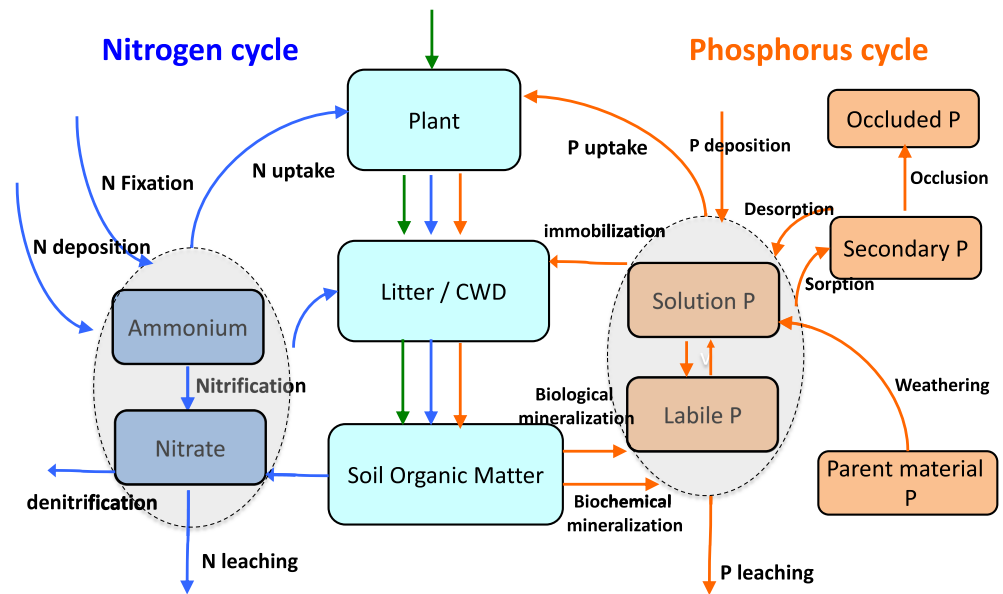 Nitrogen cycle
Phosphorus cycle
Plant
Occluded P
N Fixation
N uptake
P uptake
P deposition
Occlusion
N deposition
Desorption
immobilization
Secondary P
Sorption
Ammonium
Litter / CWD
Solution P
Nitrification
Weathering
Biological
mineralization
Labile P
Nitrate
Soil Organic Matter
Parent material
P
denitrification
Biochemical
mineralization
N leaching
P leaching